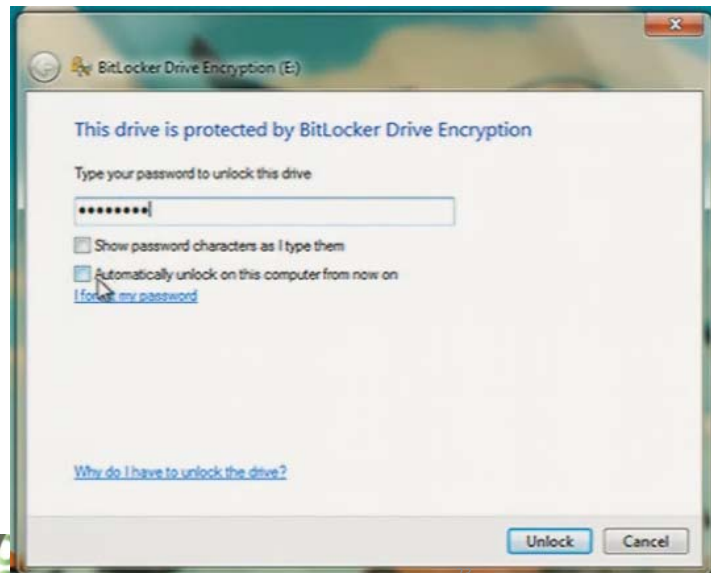 BitLocker Drive Encryption (E:)
This drive is protected by BitLocker Drive Encryption
Type your password to unlock this drive
••••••••
Show password characters as I type them
Automatically unlock on this computer from now on
I forgot my password
Why do I have to unlock the drive?
Unlock Cancel